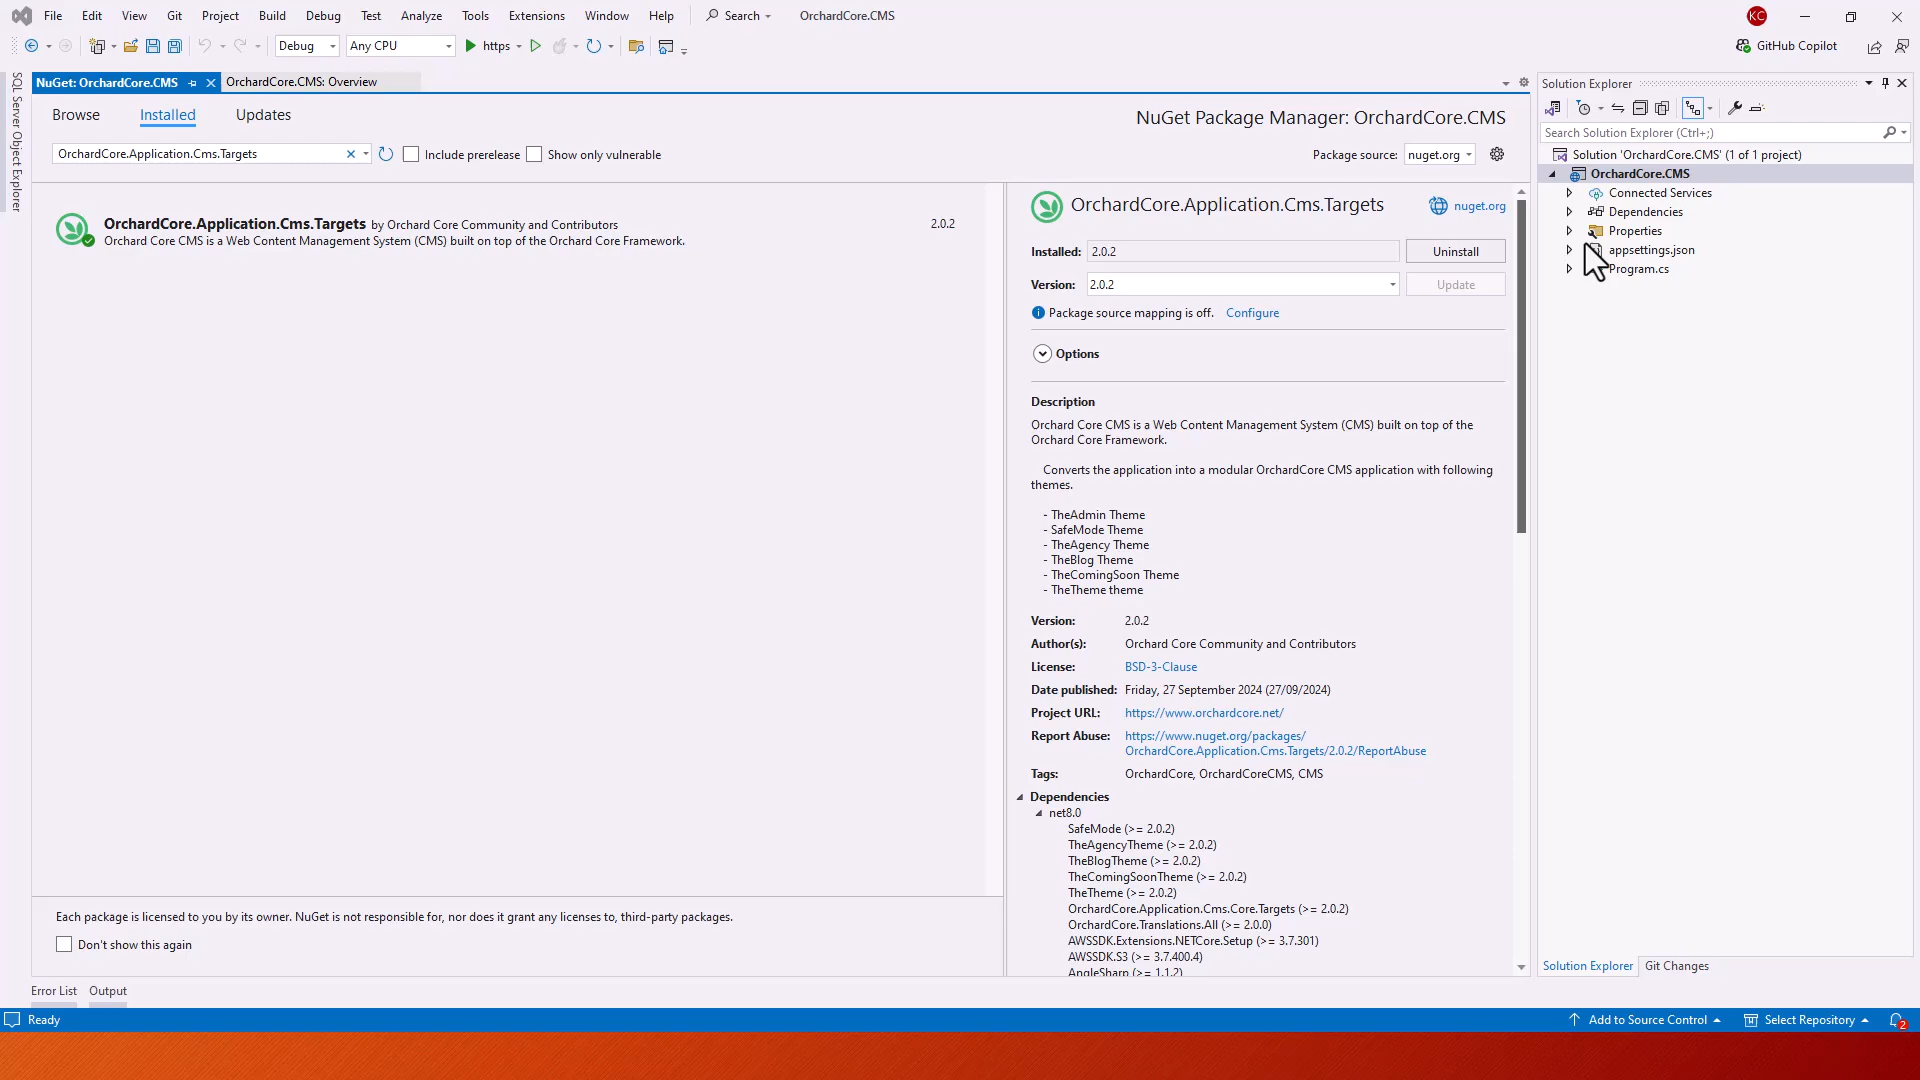 File Edit View Git Project Build Debug Test Analyze Tools Extensions Window Help Search OrchardCore.CMS KC
Debug Any CPU https GitHub Copilot
SQL Server Object Explorer
NuGet: OrchardCore.CMS OrchardCore.CMS: Overview
Browse Installed Updates
NuGet Package Manager: OrchardCore.CMS
OrchardCore.Application.Cms.Targets Include prerelease Show only vulnerable
Package source: nuget.org
OrchardCore.Application.Cms.Targets by Orchard Core Community and Contributors 2.0.2
Orchard Core CMS is a Web Content Management System (CMS) built on top of the Orchard Core Framework.
Each package is licensed to you by its owner. NuGet is not responsible for, nor does it grant any licenses to, third-party packages.
Don't show this again
OrchardCore.Application.Cms.Targets nuget.org
Installed: 2.0.2 Uninstall
Version: 2.0.2 Update
Package source mapping is off. Configure
Options
Description
Orchard Core CMS is a Web Content Management System (CMS) built on top of the
Orchard Core Framework.
Converts the application into a modular OrchardCore CMS application with following
themes.
- TheAdmin Theme
- SafeMode Theme
- TheAgency Theme
- TheBlog Theme
- TheComingSoon Theme
- TheTheme theme
Version: 2.0.2
Author(s): Orchard Core Community and Contributors
License: BSD-3-Clause
Date published: Friday, 27 September 2024 (27/09/2024)
Project URL: https://www.orchardcore.net/
Report Abuse: https://www.nuget.org/packages/
OrchardCore.Application.Cms.Targets/2.0.2/ReportAbuse
Tags: OrchardCore, OrchardCoreCMS, CMS
Dependencies
net8.0
SafeMode (>= 2.0.2)
TheAgencyTheme (>= 2.0.2)
TheBlogTheme (>= 2.0.2)
TheComingSoonTheme (>= 2.0.2)
TheTheme (>= 2.0.2)
OrchardCore.Application.Cms.Core.Targets (>= 2.0.2)
OrchardCore.Translations.All (>= 2.0.0)
AWSSDK.Extensions.NETCore.Setup (>= 3.7.301)
AWSSDK.S3 (>= 3.7.400.4)
AngleSharp (>= 1.1.2)
Solution Explorer
Search Solution Explorer (Ctrl+;)
Solution 'OrchardCore.CMS' (1 of 1 project)
OrchardCore.CMS
Connected Services
Dependencies
Properties
appsettings.json
Program.cs
Solution Explorer Git Changes
Error List Output
Ready Add to Source Control Select Repository 2